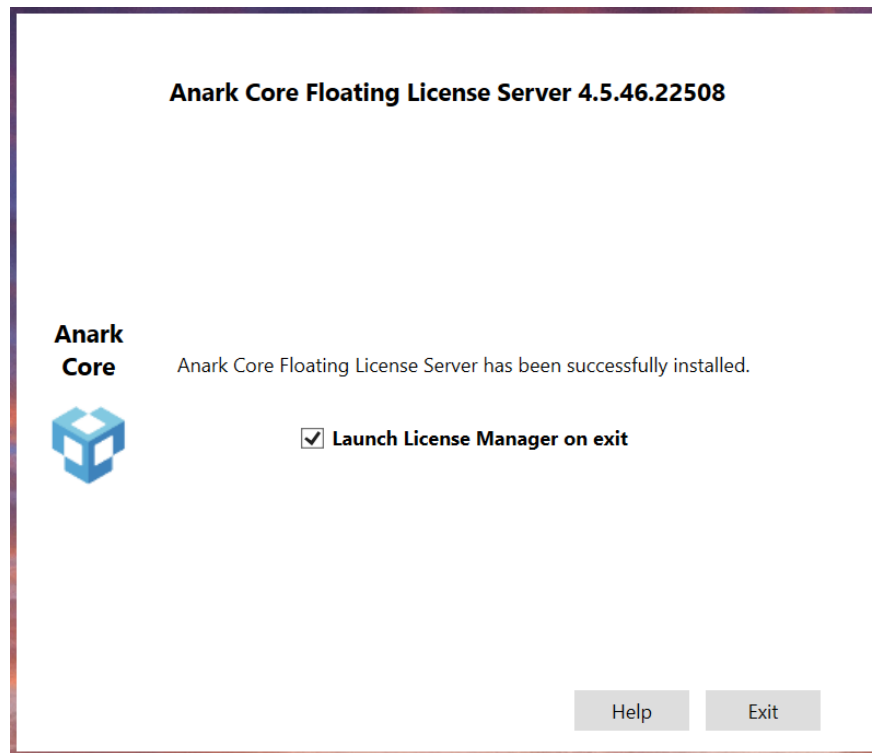 Anark Core Floating License Server 4.5.46.22508
Anark
Core
Anark Core Floating License Server has been successfully installed.
Launch License Manager on exit
Help
Exit